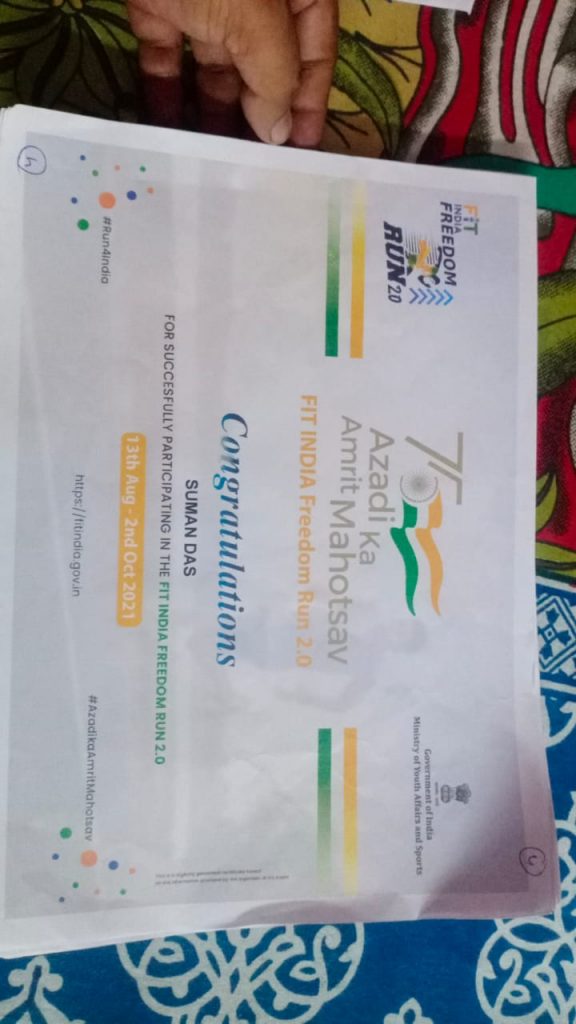 FiT
INDIA
FREEDOM
RUN 2.0
75
Azadi Ka
Amrit Mahotsav
Government of India
Ministry of Youth Affairs and Sports
FIT INDIA Freedom Run 2.0
Congratulations
SUMAN DAS
FOR SUCCESFULLY PARTICIPATING IN THE FIT INDIA FREEDOM RUN 2.0
13th Aug - 2nd Oct 2021
#Run4India
https://fitindia.gov.in
#AzadikaAmritMahotsav